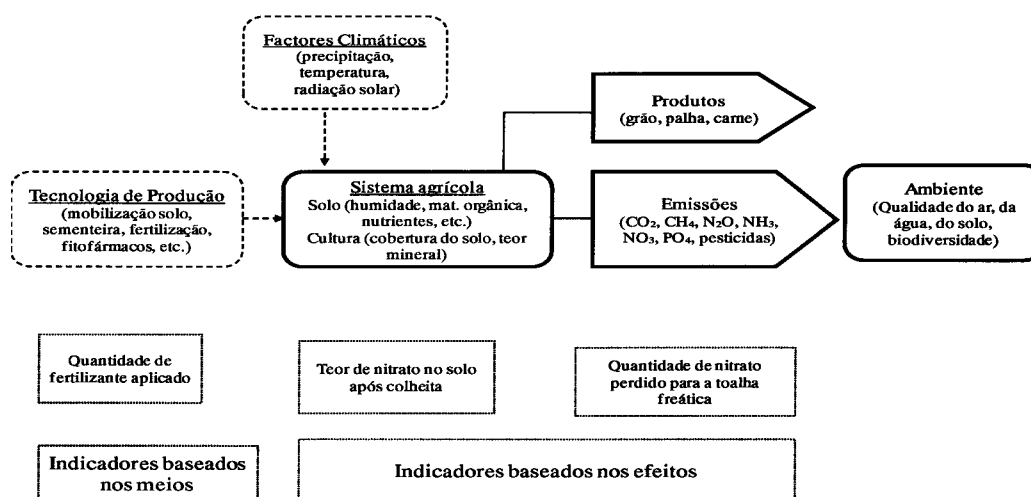 Factores Climáticos
(precipitação,
temperatura,
radiação solar)
Produtos
(grão, palha, carne)
Tecnologia de Produção
(mobilização solo,
sementeira, fertilização,
fitofármacos, etc.)
Sistema agrícola
Solo (humidade, mat. orgânica,
nutrientes, etc.)
Cultura (cobertura do solo, teor
mineral)
Emissões
(CO₂, CH₄, N₂O, NH₃,
NO₃, PO₄, pesticidas)
Ambiente
(Qualidade do ar, da
água, do solo,
biodiversidade)
Quantidade de
fertilizante aplicado
Teor de nitrato no solo
após colheita
Quantidade de nitrato
perdido para a toalha
freática
Indicadores baseados
nos meios
Indicadores baseados nos efeitos